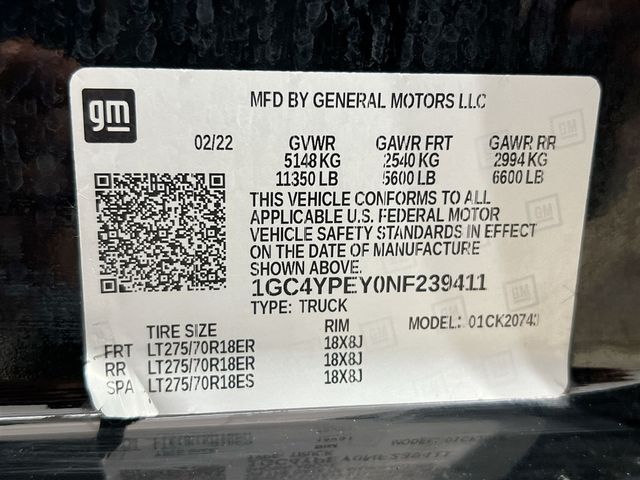 gm
MFD BY GENERAL MOTORS LLC
02/22 GVWR GAWR FRT GAWR RR
5148 KG 2540 KG 2994 KG
11350 LB 5600 LB 6600 LB
THIS VEHICLE CONFORMS TO ALL
APPLICABLE U.S. FEDERAL MOTOR
VEHICLE SAFETY STANDARDS IN EFFECT
ON THE DATE OF MANUFACTURE
SHOWN ABOVE.
1GC4YPEY0NF239411
TYPE: TRUCK
MODEL: 01CK20743
TIRE SIZE RIM
FRT LT275/70R18ER 18X8J
RR LT275/70R18ER 18X8J
SPA LT275/70R18ES 18X8J